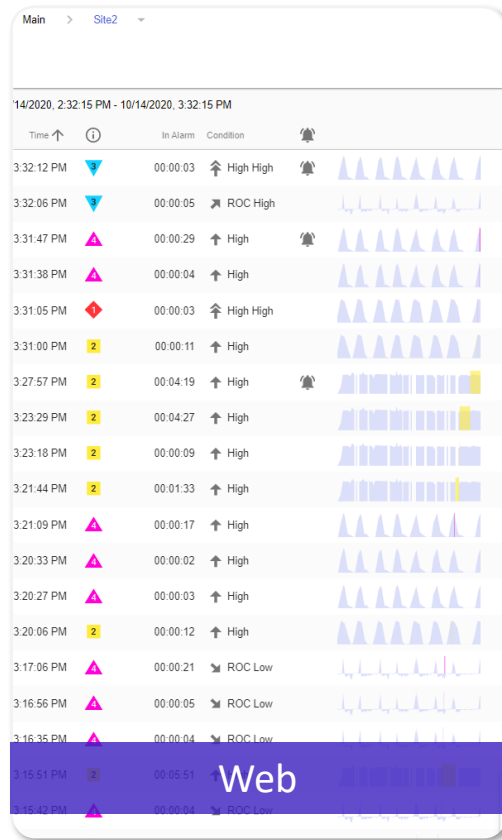 Main > Site2
'14/2020, 2:32:15 PM - 10/14/2020, 3:32:15 PM
Time In Alarm Condition
3:32:12 PM 3 00:00:03 High High
3:32:06 PM 3 00:00:05 ROC High
3:31:47 PM 4 00:00:29 High
3:31:38 PM 4 00:00:04 High
3:31:05 PM 1 00:00:03 High High
3:31:00 PM 2 00:00:11 High
3:27:57 PM 2 00:04:19 High
3:23:29 PM 2 00:04:27 High
3:23:18 PM 2 00:00:09 High
3:21:44 PM 2 00:01:33 High
3:21:09 PM 4 00:00:17 High
3:20:33 PM 4 00:00:02 High
3:20:27 PM 4 00:00:03 High
3:20:06 PM 2 00:00:12 High
3:17:06 PM 4 00:00:21 ROC Low
3:16:56 PM 4 00:00:05 ROC Low
3:16:35 PM 4 00:00:04 ROC Low
3:15:51 PM 2 00:05:51
Web
3:15:42 PM 4 00:00:04 ROC Low